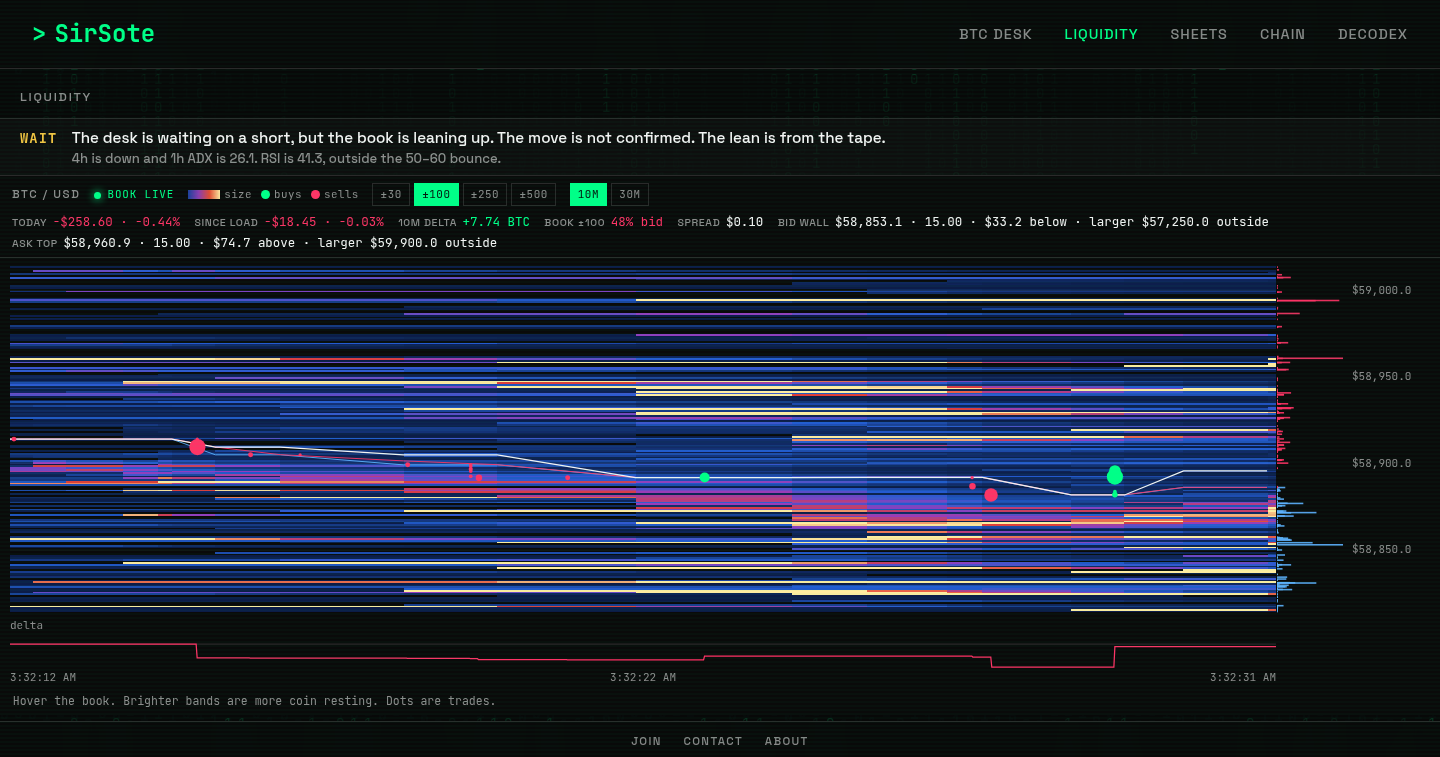 > SirSote
BTC DESK LIQUIDITY SHEETS CHAIN DECODEX
LIQUIDITY
WAIT The desk is waiting on a short, but the book is leaning up. The move is not confirmed. The lean is from the tape.
4h is down and 1h ADX is 26.1. RSI is 41.3, outside the 50–60 bounce.
BTC / USD BOOK LIVE size buys sells ±30 ±100 ±250 ±500 10M 30M
TODAY -$258.60 · -0.44% SINCE LOAD -$18.45 · -0.03% 10M DELTA +7.74 BTC BOOK ±100 48% bid SPREAD $0.10 BID WALL $58,853.1 · 15.00 · $33.2 below · larger $57,250.0 outside
ASK TOP $58,960.9 · 15.00 · $74.7 above · larger $59,900.0 outside
$59,000.0
$58,950.0
$58,900.0
$58,850.0
delta
3:32:12 AM 3:32:22 AM 3:32:31 AM
Hover the book. Brighter bands are more coin resting. Dots are trades.
JOIN CONTACT ABOUT